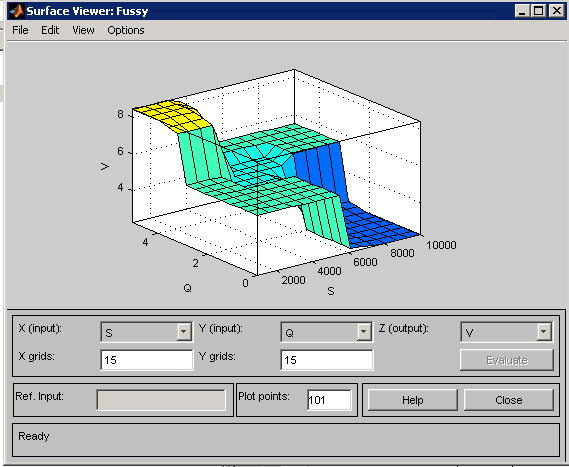 Surface Viewer: Fussy
File Edit View Options
8
6
4
V
4
2
0
Q
2000
4000
6000
8000
10000
S
X (input): S Y (input): Q Z (output): V
X grids: 15 Y grids: 15 Evaluate
Ref. Input: Plot points: 101 Help Close
Ready